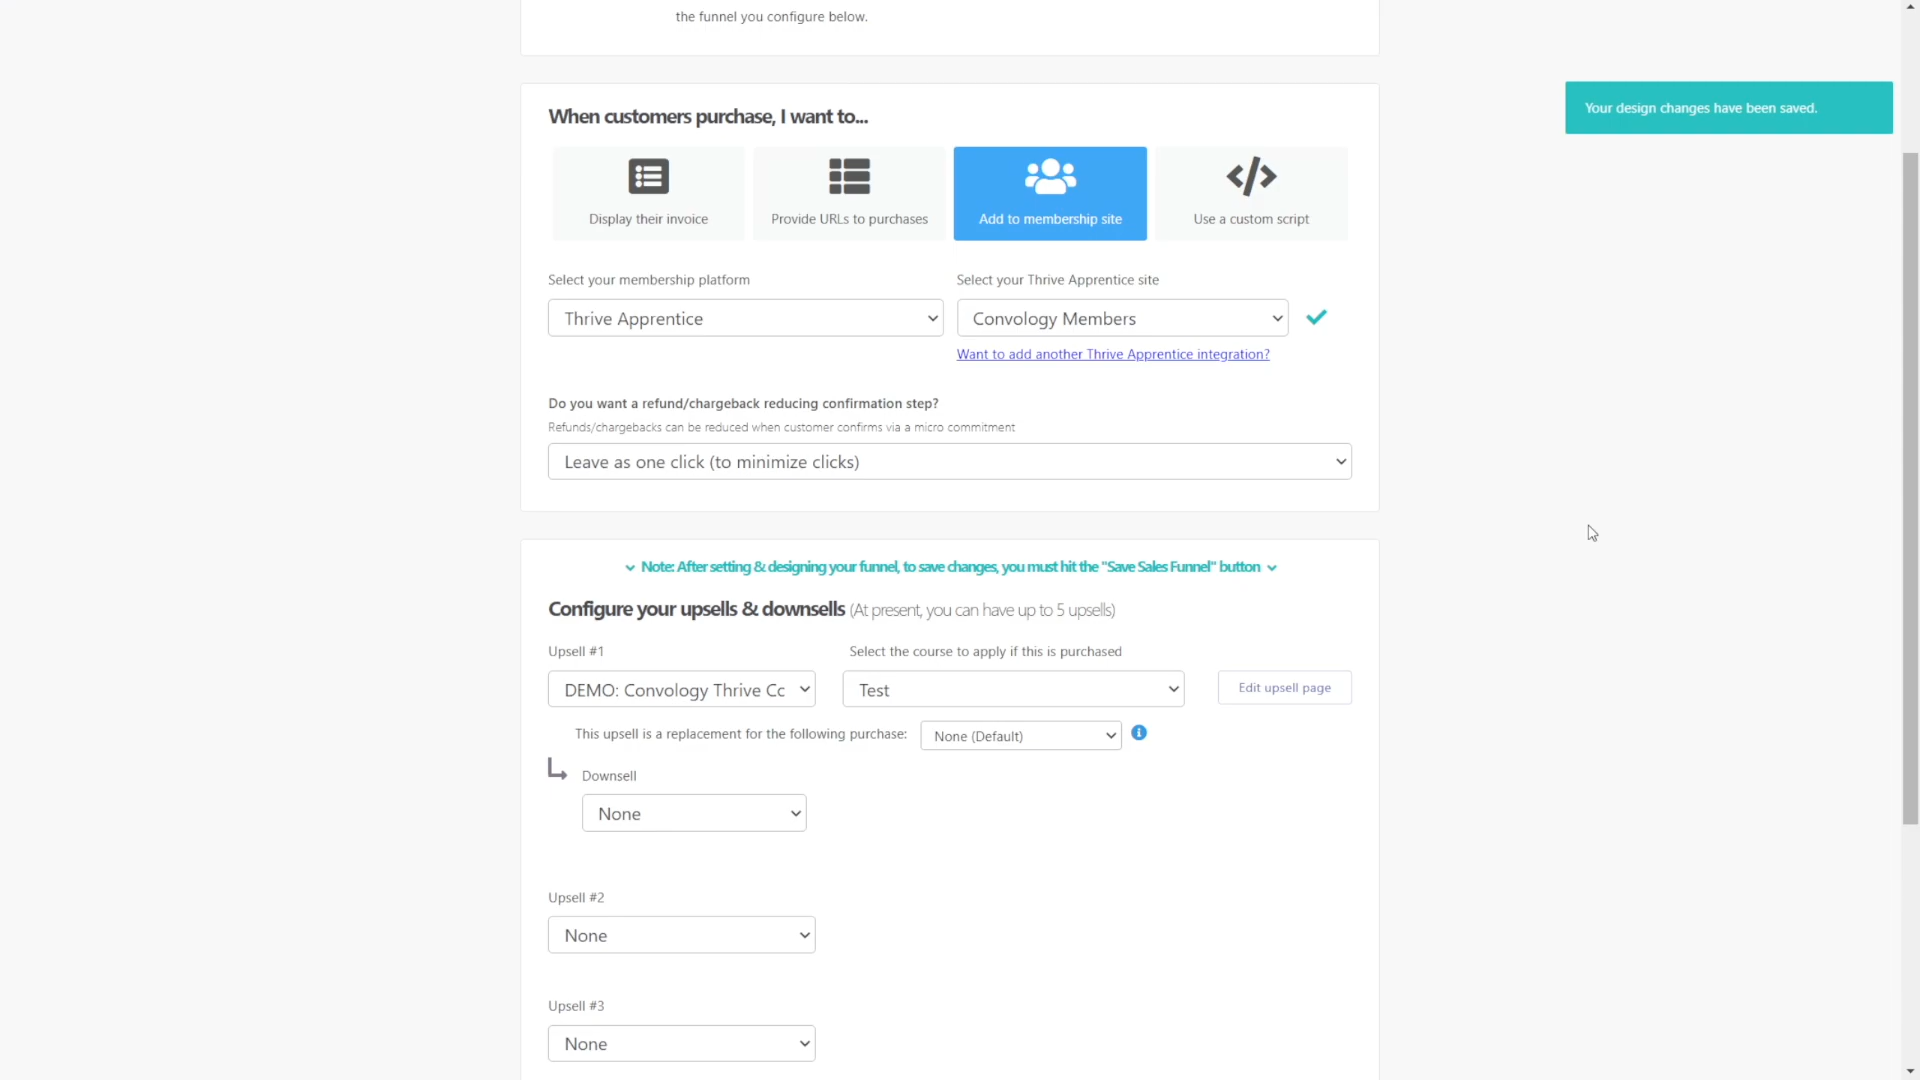 the funnel you configure below.
Your design changes have been saved.
When customers purchase, I want to...
Display their invoice
Provide URLs to purchases
Add to membership site
Use a custom script
Select your membership platform
Select your Thrive Apprentice site
Thrive Apprentice
Convology Members
Want to add another Thrive Apprentice integration?
Do you want a refund/chargeback reducing confirmation step?
Refunds/chargebacks can be reduced when customer confirms via a micro commitment
Leave as one click (to minimize clicks)
Note: After setting & designing your funnel, to save changes, you must hit the "Save Sales Funnel" button
Configure your upsells & downsells (At present, you can have up to 5 upsells)
Upsell #1
Select the course to apply if this is purchased
DEMO: Convology Thrive Cc
Test
Edit upsell page
This upsell is a replacement for the following purchase:
None (Default)
Downsell
None
Upsell #2
None
Upsell #3
None